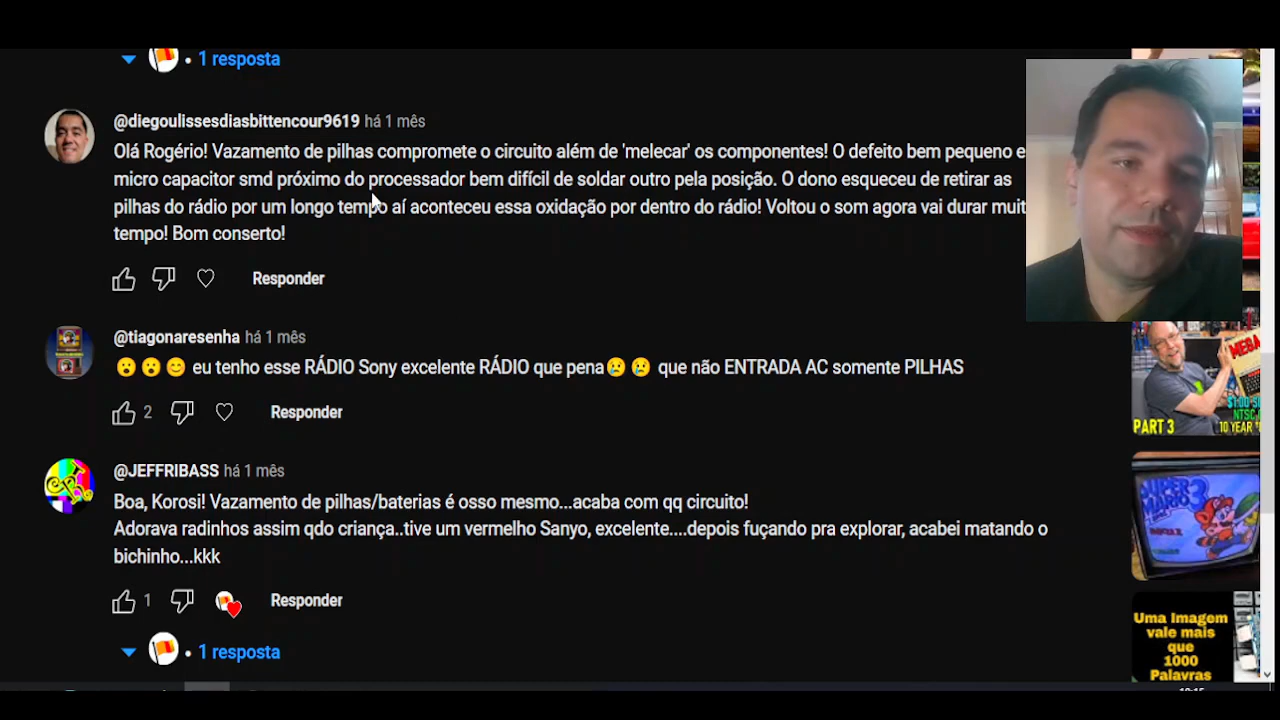 1 resposta
@diegoulissesdiasbittencour9619 há 1 mês
Olá Rogério! Vazamento de pilhas compromete o circuito além de 'melecar' os componentes! O defeito bem pequeno e
micro capacitor smd próximo do processador bem difícil de soldar outro pela posição. O dono esqueceu de retirar as
pilhas do rádio por um longo tempo aí aconteceu essa oxidação por dentro do rádio! Voltou o som agora vai durar muit
tempo! Bom conserto!
Responder
@tiagonaresenha há 1 mês
😮😮😊 eu tenho esse RÁDIO Sony excelente RÁDIO que pena😢😢 que não ENTRADA AC somente PILHAS
2 Responder
@JEFFRIBASS há 1 mês
Boa, Korosi! Vazamento de pilhas/baterias é osso mesmo...acaba com qq circuito!
Adorava radinhos assim qdo criança..tive um vermelho Sanyo, excelente....depois fuçando pra explorar, acabei matando o
bichinho...kkk
1 Responder
1 resposta
MEGA
NTSC
PART 3
10 YEAR
SUPER
MARIO 3
Uma Imagem
vale mais
que
1000
Palavras